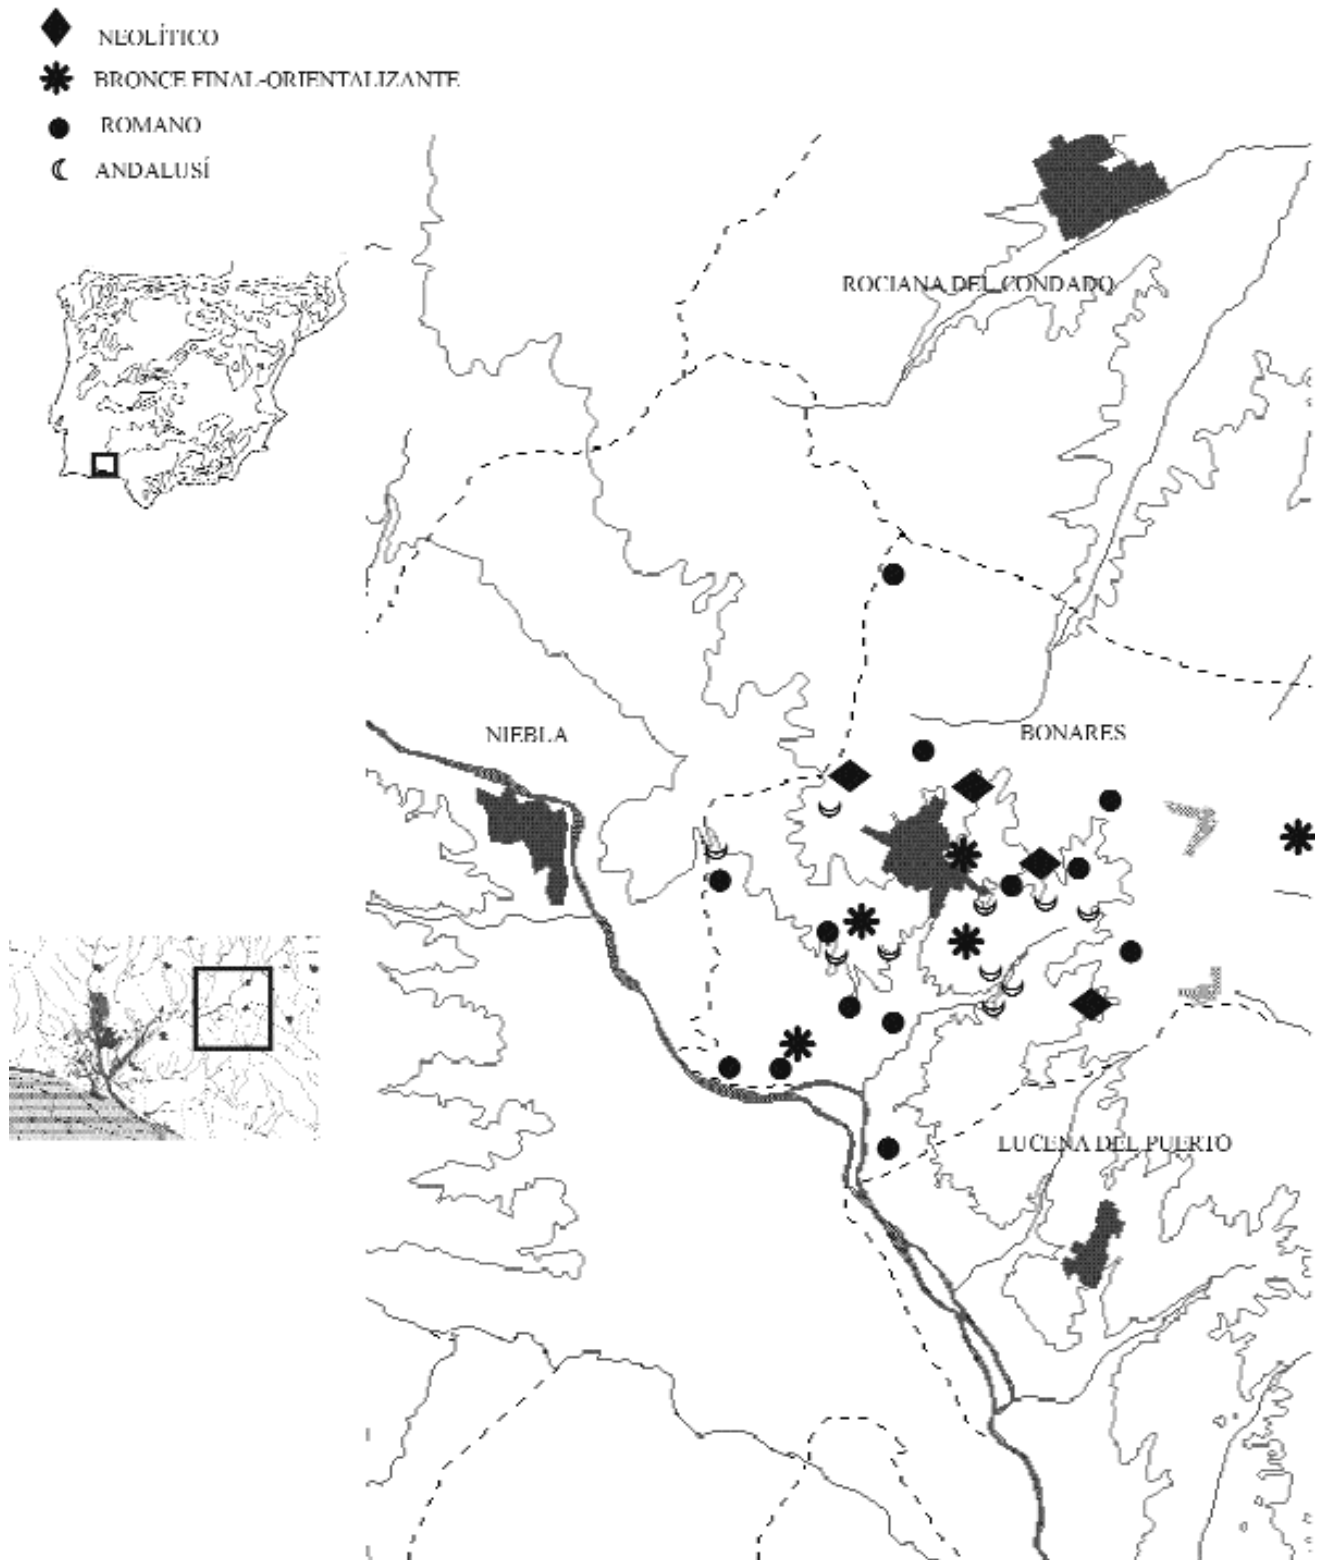 NEOLÍTICO
BRONCE FINAL-ORIENTALIZANTE
ROMANO
ANDALUSÍ
ROCIANA DEL CONDADO
NIEBLA
BONARES
LUCENA DEL PUERTO